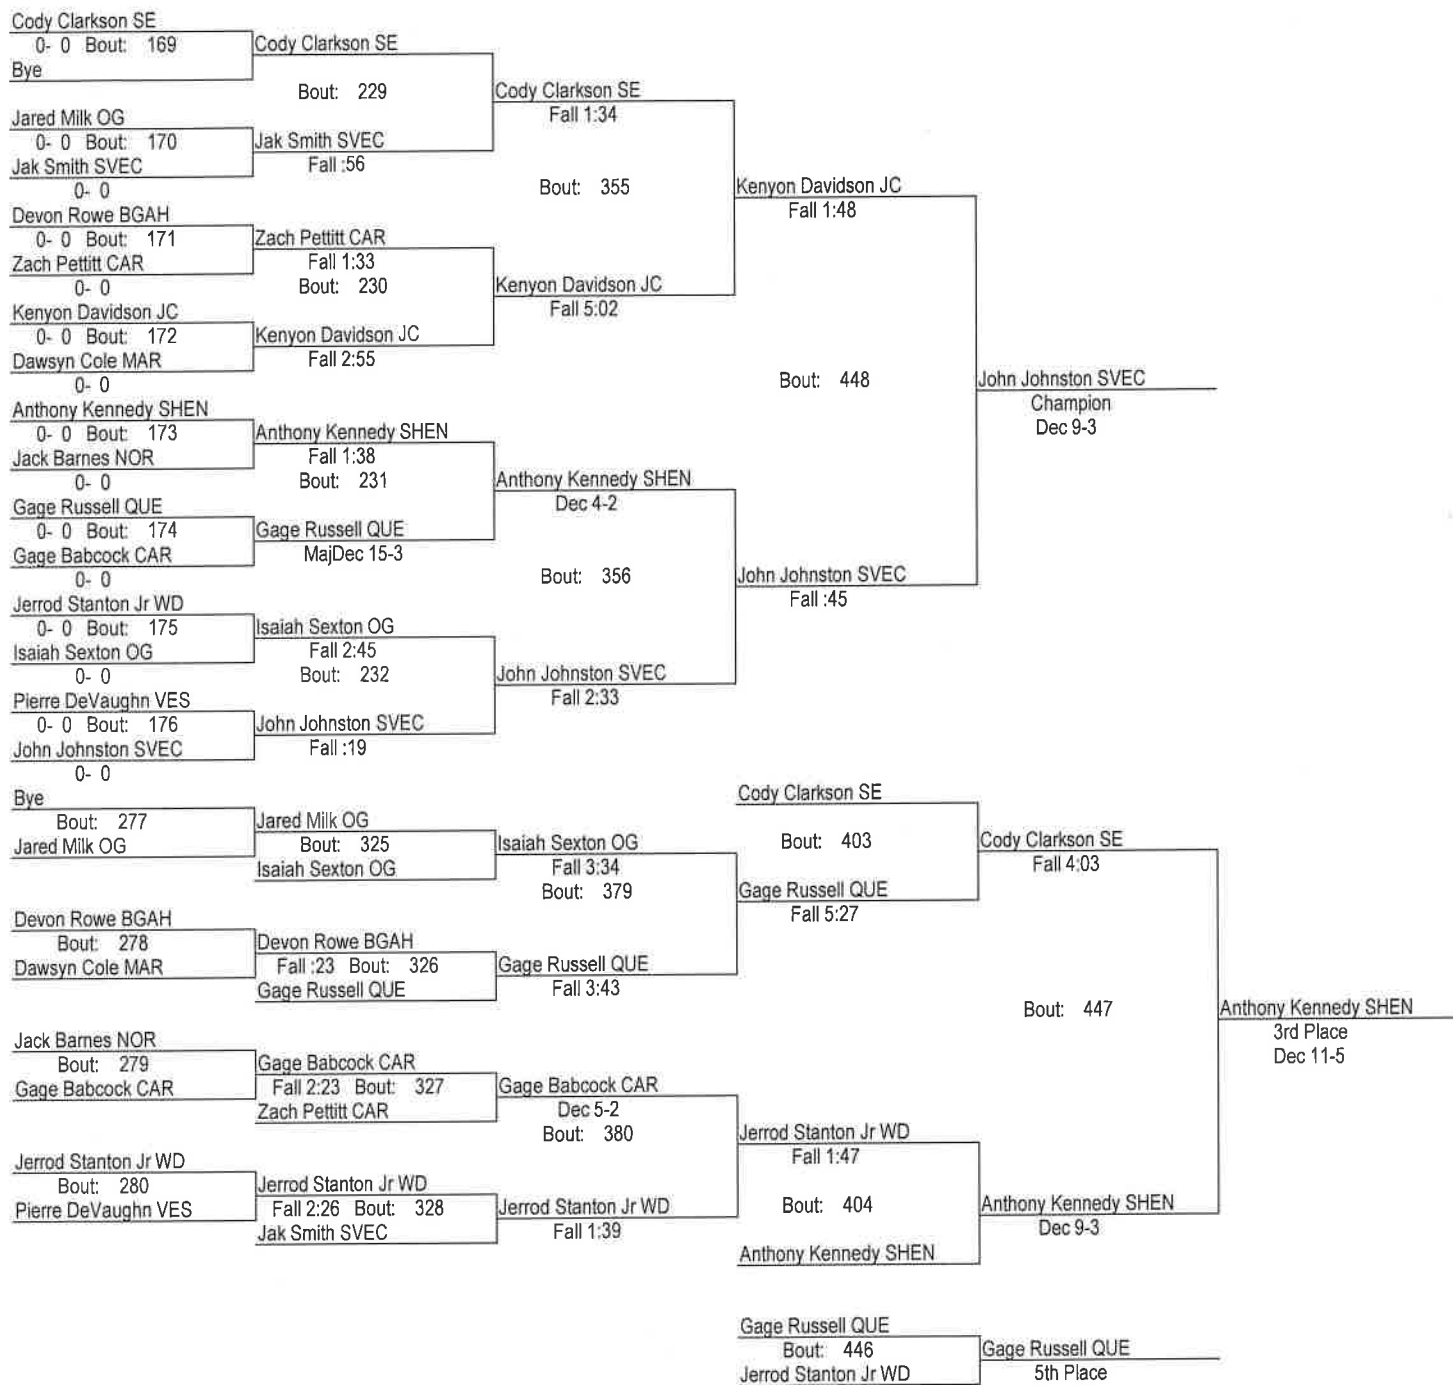 Cody Clarkson SE
0- 0 Bout: 169
Bye
Cody Clarkson SE
Bout: 229
Jared Milk OG
0- 0 Bout: 170
Jak Smith SVEC
0- 0
Jak Smith SVEC
Fall :56
Cody Clarkson SE
Fall 1:34
Bout: 355
Devon Rowe BGAH
0- 0 Bout: 171
Zach Pettitt CAR
0- 0
Zach Pettitt CAR
Fall 1:33
Bout: 230
Kenyon Davidson JC
0- 0 Bout: 172
Dawsyn Cole MAR
0- 0
Kenyon Davidson JC
Fall 2:55
Kenyon Davidson JC
Fall 5:02
Kenyon Davidson JC
Fall 1:48
Bout: 448
Anthony Kennedy SHEN
0- 0 Bout: 173
Jack Barnes NOR
0- 0
Anthony Kennedy SHEN
Fall 1:38
Bout: 231
Gage Russell QUE
0- 0 Bout: 174
Gage Babcock CAR
0- 0
Gage Russell QUE
MajDec 15-3
Anthony Kennedy SHEN
Dec 4-2
Bout: 356
Jerrod Stanton Jr WD
0- 0 Bout: 175
Isaiah Sexton OG
0- 0
Isaiah Sexton OG
Fall 2:45
Bout: 232
Pierre DeVaughn VES
0- 0 Bout: 176
John Johnston SVEC
0- 0
John Johnston SVEC
Fall :19
John Johnston SVEC
Fall 2:33
John Johnston SVEC
Fall :45
John Johnston SVEC
Champion
Dec 9-3
Bye
Bout: 277
Jared Milk OG
Jared Milk OG
Bout: 325
Isaiah Sexton OG
Isaiah Sexton OG
Fall 3:34
Bout: 379
Devon Rowe BGAH
Bout: 278
Dawsyn Cole MAR
Devon Rowe BGAH
Fall :23 Bout: 326
Gage Russell QUE
Gage Russell QUE
Fall 3:43
Cody Clarkson SE
Bout: 403
Gage Russell QUE
Fall 5:27
Cody Clarkson SE
Fall 4:03
Bout: 447
Jack Barnes NOR
Bout: 279
Gage Babcock CAR
Gage Babcock CAR
Fall 2:23 Bout: 327
Zach Pettitt CAR
Gage Babcock CAR
Dec 5-2
Bout: 380
Jerrod Stanton Jr WD
Bout: 280
Pierre DeVaughn VES
Jerrod Stanton Jr WD
Fall 2:26 Bout: 328
Jak Smith SVEC
Jerrod Stanton Jr WD
Fall 1:39
Jerrod Stanton Jr WD
Fall 1:47
Bout: 404
Anthony Kennedy SHEN
Anthony Kennedy SHEN
Dec 9-3
Anthony Kennedy SHEN
3rd Place
Dec 11-5
Gage Russell QUE
Bout: 446
Jerrod Stanton Jr WD
Gage Russell QUE
5th Place